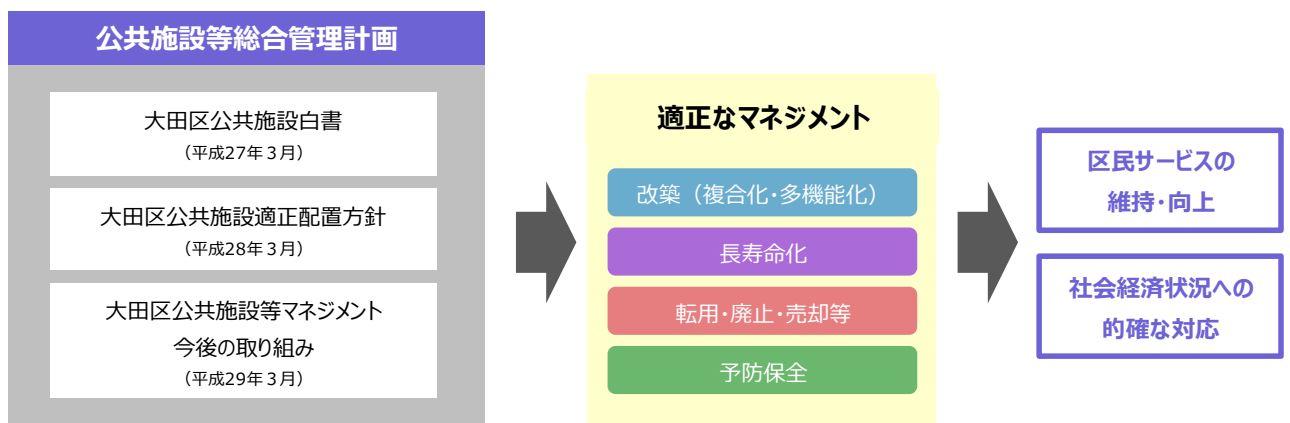 公共施設等総合管理計画
大田区公共施設白書
（平成27年３月）
大田区公共施設適正配置方針
（平成28年３月）
大田区公共施設等マネジメント
今後の取り組み
（平成29年３月）
適正なマネジメント
改築（複合化・多機能化）
長寿命化
転用・廃止・売却等
予防保全
区民サービスの
維持・向上
社会経済状況への
的確な対応